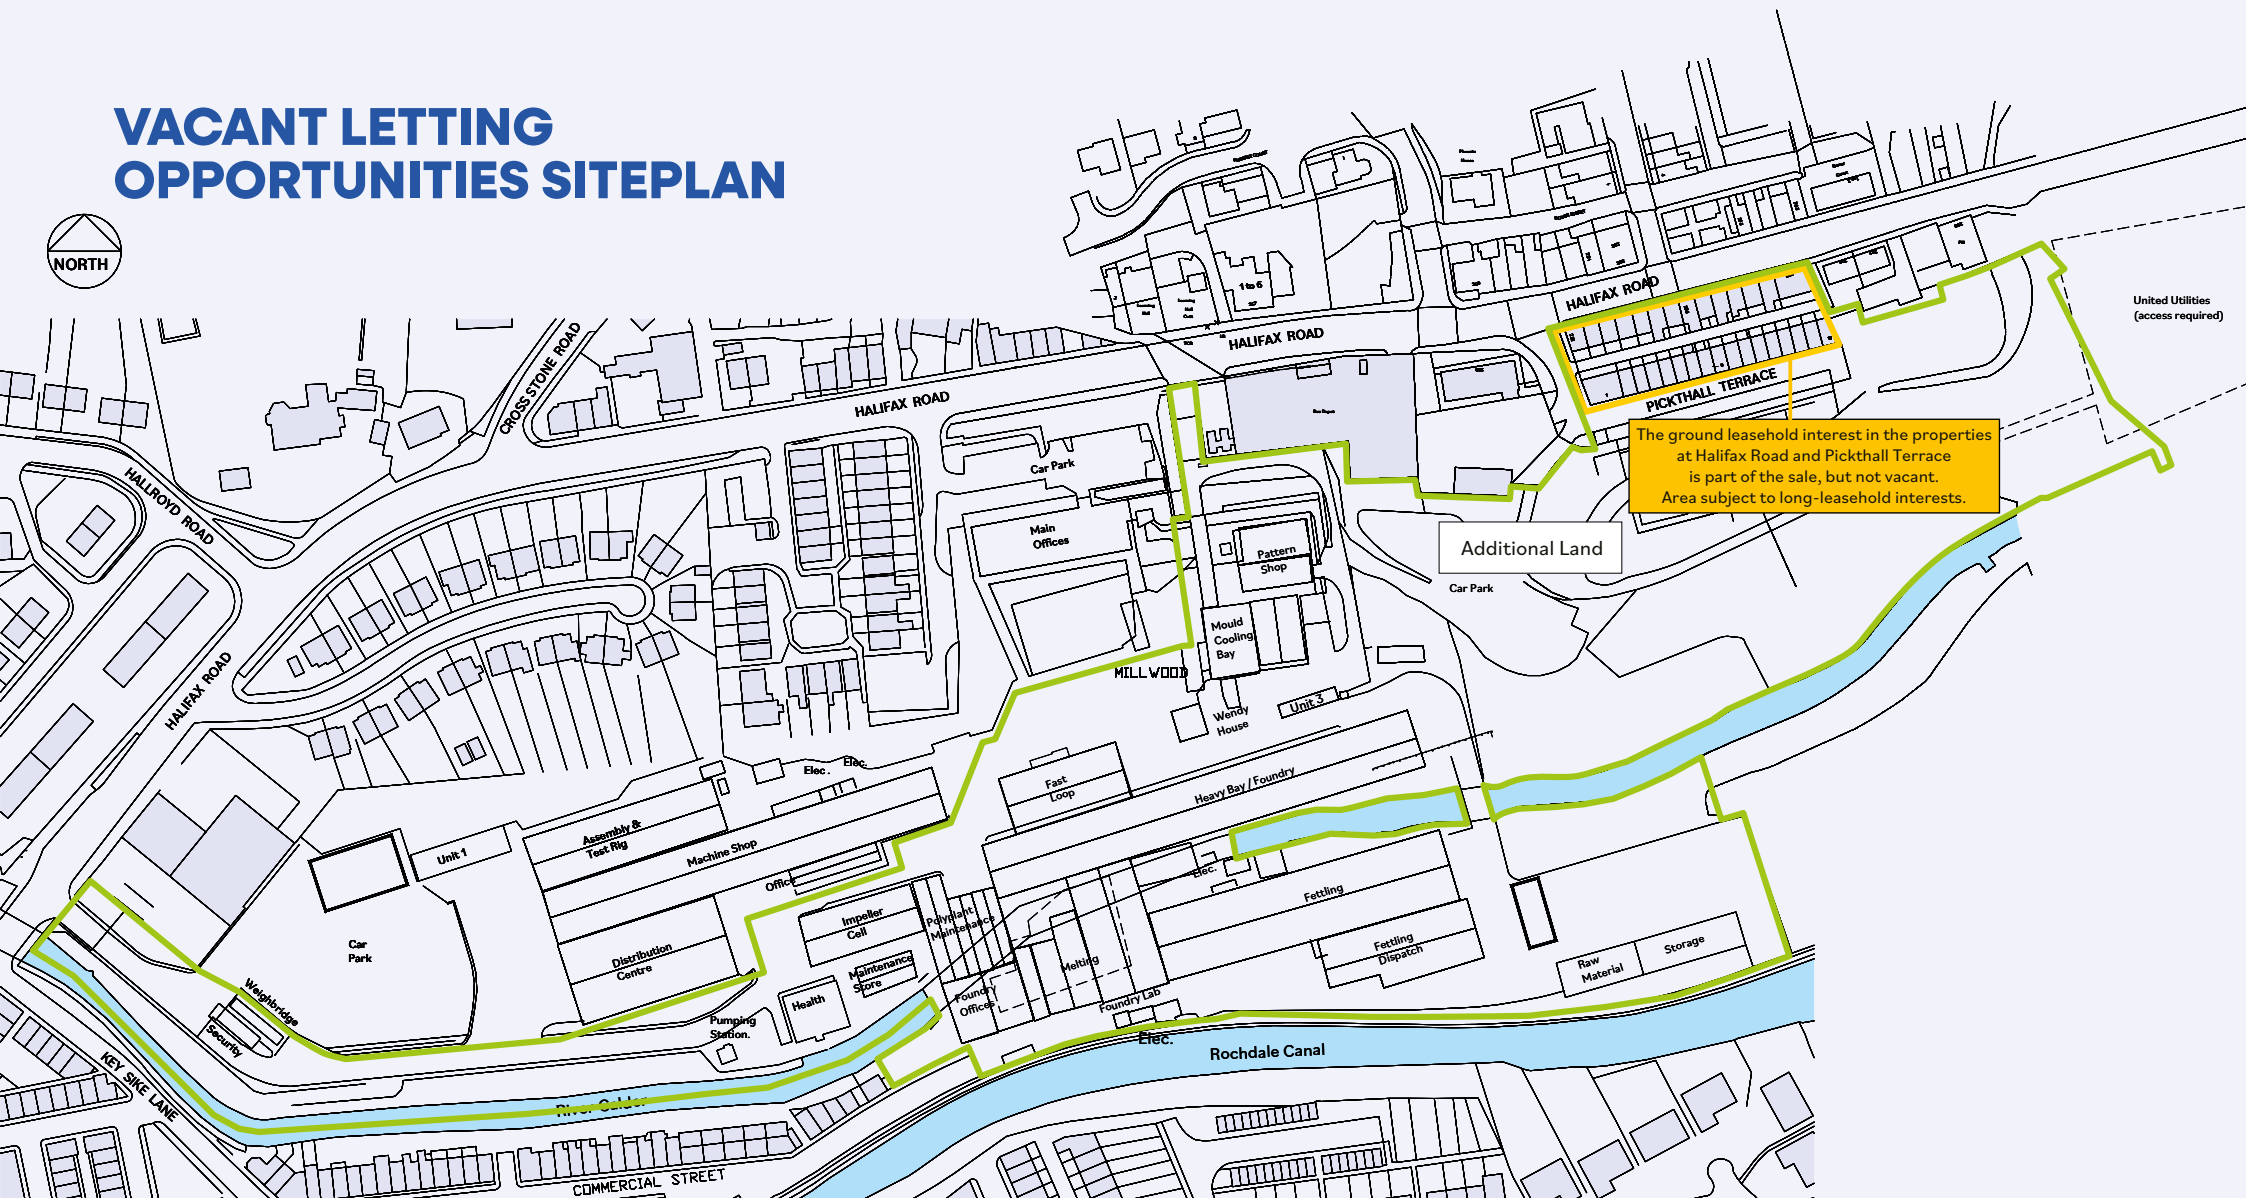 VACANT LETTING
OPPORTUNITIES SITEPLAN
NORTH
CROSS STONE ROAD
HALIFAX ROAD
HALIFAX ROAD
HALIFAX ROAD
1 to 6
United Utilities
(access required)
PICKTHALL TERRACE
The ground leasehold interest in the properties
at Halifax Road and Pickthall Terrace
is part of the sale, but not vacant.
Area subject to long-leasehold interests.
HALLROYD ROAD
HALIFAX ROAD
Car Park
Main
Offices
Pattern
Shop
Additional Land
Car Park
Mould
Cooling
Bay
MILLWOOD
Wendy
House
Unit 3
Elec.
Elec.
Fast
Loop
Heavy Bay / Foundry
Assembly &
Test Rig
Machine Shop
Unit 1
Office
Elec.
Fettling
Impeller
Cell
Polyplant
Maintenance
Fettling
Dispatch
Storage
Raw
Material
Car
Park
Distribution
Centre
Maintenance
Store
Melting
Weighbridge
Security
Health
Foundry
Offices
Foundry Lab
Pumping
Station.
Elec.
Rochdale Canal
River Calder
KEY SIKE LANE
COMMERCIAL STREET